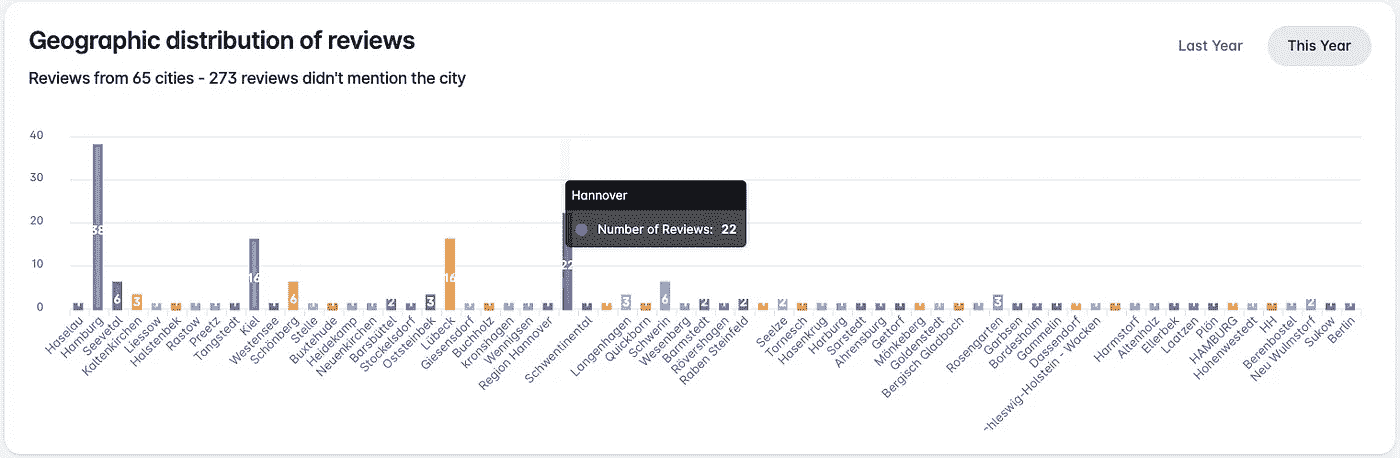 Geographic distribution of reviews
Last Year
This Year
Reviews from 65 cities - 273 reviews didn't mention the city
40
30
20
10
0
38
6
3
16
6
2
3
16
22
3
6
2
2
2
3
2
Hannover
Number of Reviews: 22
Haselau
Hamburg
Seevetal
Kaltenkirchen
Liessow
Holstenbek
Rastow
Preetz
Tangstedt
Kiel
Westensee
Schönberg
Stelle
Buxtehude
Heidekamp
Neuenkirchen
Barsbüttel
Stockelsdorf
Oststeinbek
Lübeck
Giesensdorf
Buchholz
kronshagen
Wennigsen
Region Hannover
Schwentinental
Langenhagen
Quickborn
Schwerin
Wesenberg
Barmstedt
Rövershagen
Raben Steinfeld
Seelze
Tornesch
Hasenkrug
Harburg
Sarstedt
Ahrensburg
Gettorf
Mönkeberg
Goldenstedt
Bergisch Gladbach
Rosengarten
Garbsen
Bordesholm
Gammelin
Dassendorf
-hleswig-Holstein - Wacken
Harmstorf
Altenholz
Ellerbek
Laatzen
Plön
HAMBURG
Hohenwestedt
HH
Berenbostel
Neu Wulmstorf
Sukow
Berlin